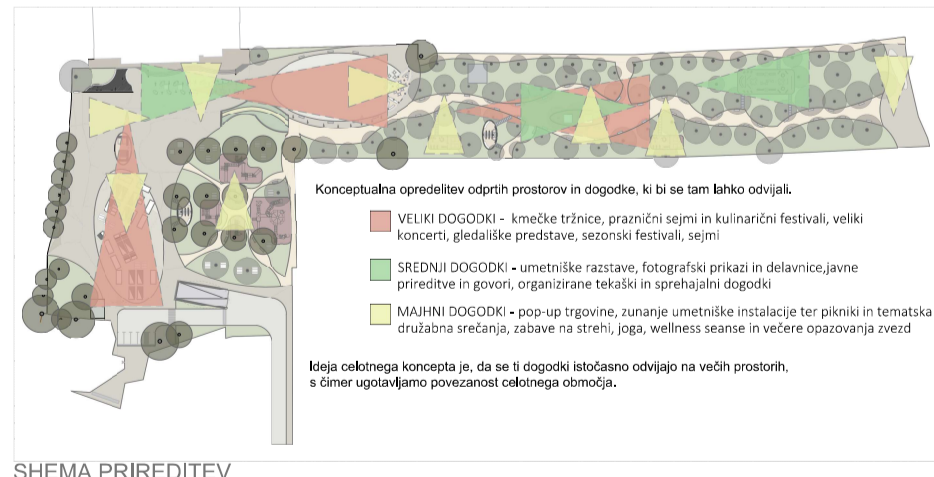 Konceptualna opredelitev odprtih prostorov in dogodke, ki bi se tam lahko odvijali.
VELIKI DOGODKI - kmečke tržnice, praznični sejmi in kulinarični festivali, veliki
koncerti, gledališke predstave, sezonski festivali, sejmi
SREDNJI DOGODKI - umetniške razstave, fotografski prikazi in delavnice,javne
prireditve in govori, organizirane tekaški in sprehajalni dogodki
MAJHNI DOGODKI - pop-up trgovine, zunanje umetniške instalacije ter pikniki in tematska
družabna srečanja, zabave na strehi, joga, wellness seanse in večere opazovanja zvezd
Ideja celotnega koncepta je, da se ti dogodki istočasno odvijajo na večih prostorih,
s čimer ugotavljamo povezanost celotnega območja.
SHEMA PRIREDITEV